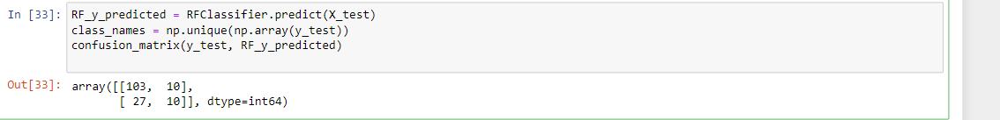 In [33]: RF_y_predicted = RFClassifier.predict(X_test)
class_names = np.unique(np.array(y_test))
confusion_matrix(y_test, RF_y_predicted)
Out[33]: array([[103,  10],
       [ 27,  10]], dtype=int64)